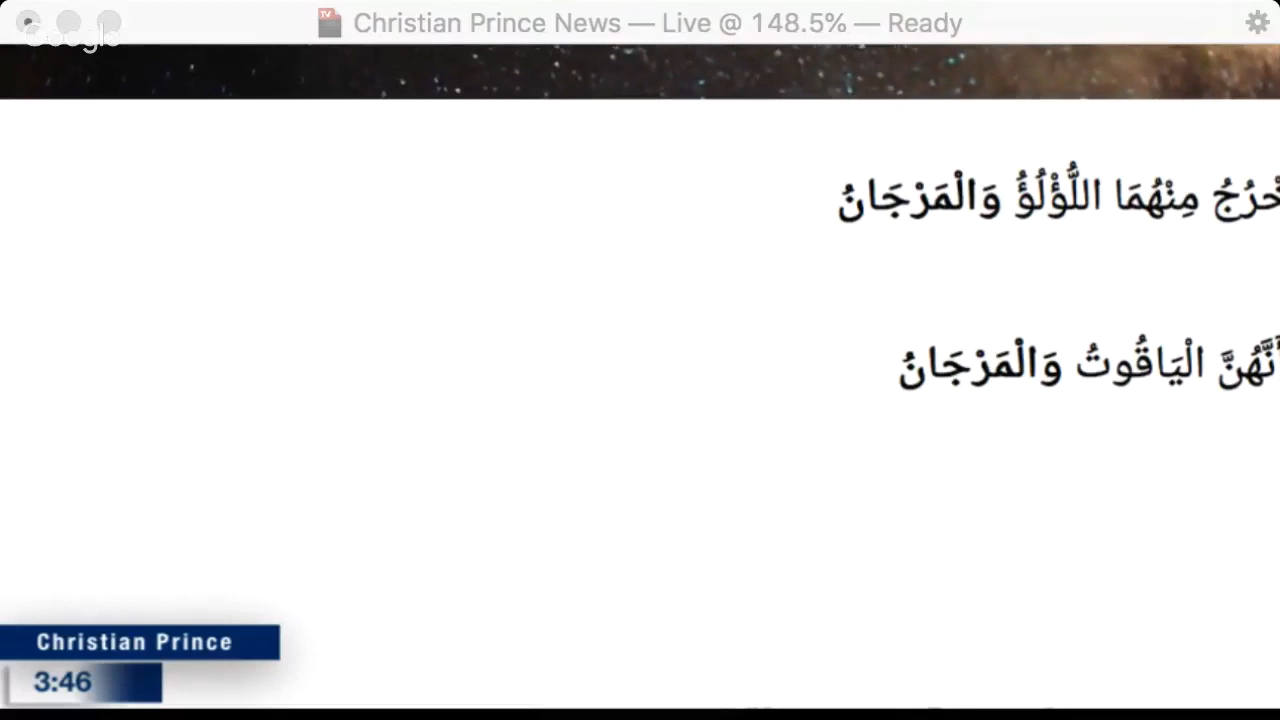 Google
Christian Prince News — Live @ 148.5% — Ready
مِنْهُمَا اللُّؤْلُؤُ وَالْمَرْجَانُ
الْيَاقُوتُ وَالْمَرْجَانُ
Christian Prince
3:46